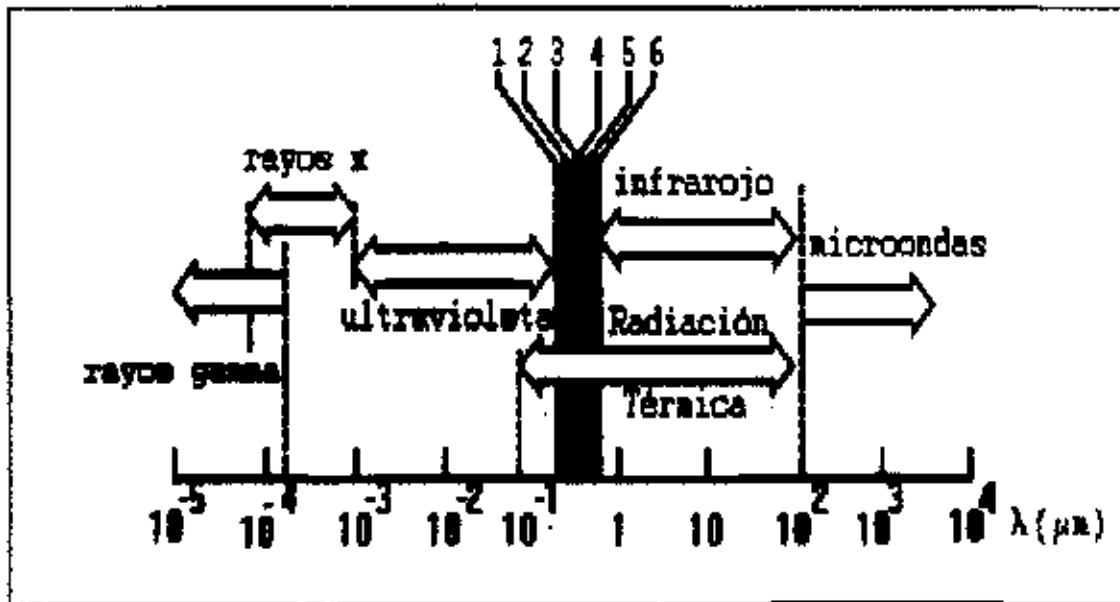 1 2 3 4 5 6
rayos x
infrarojo
microondas
ultravioleta
Radiación
rayos gamma
Térmica
10⁻⁵ 10⁻⁴ 10⁻³ 10⁻² 10⁻¹ 1 10 10² 10³ 10⁴ λ(μm)